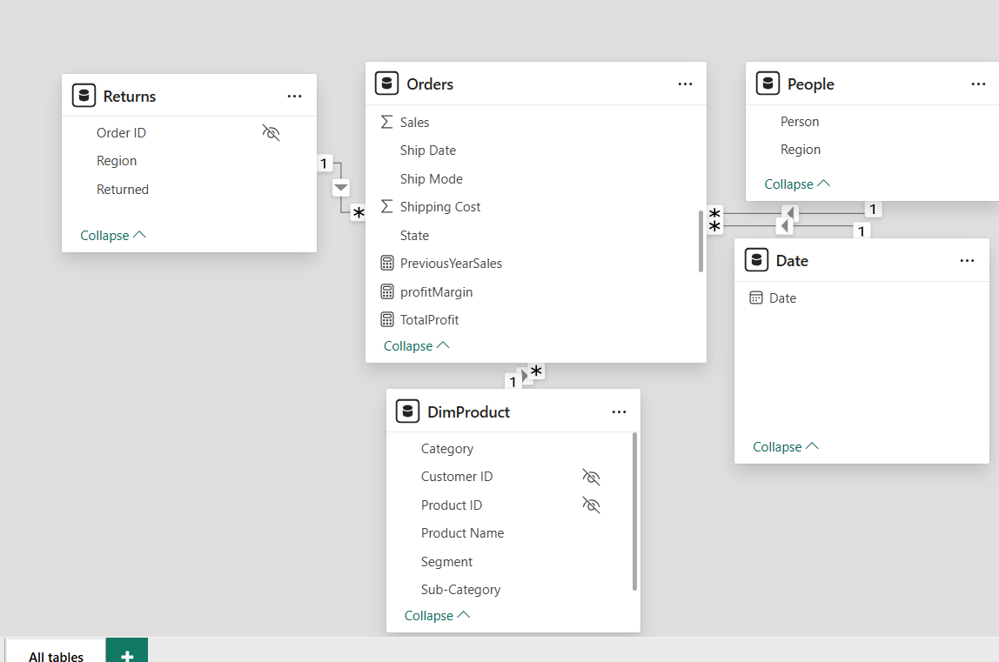 Returns
Order ID
Region
Returned
Collapse
1
*
Orders
Sales
Ship Date
Ship Mode
Shipping Cost
State
PreviousYearSales
profitMargin
TotalProfit
Collapse
People
Person
Region
Collapse
* 1
* 1
Date
Date
Collapse
1 *
DimProduct
Category
Customer ID
Product ID
Product Name
Segment
Sub-Category
Collapse
All tables +